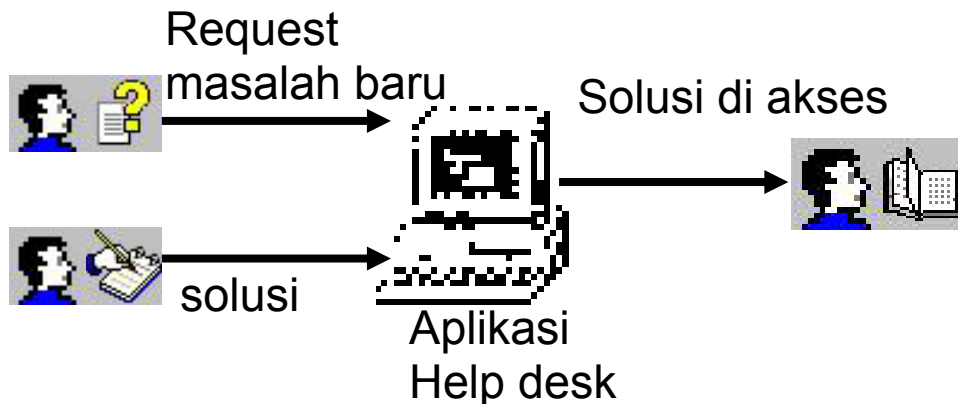 Request
masalah baru
Solusi di akses
solusi
Aplikasi
Help desk